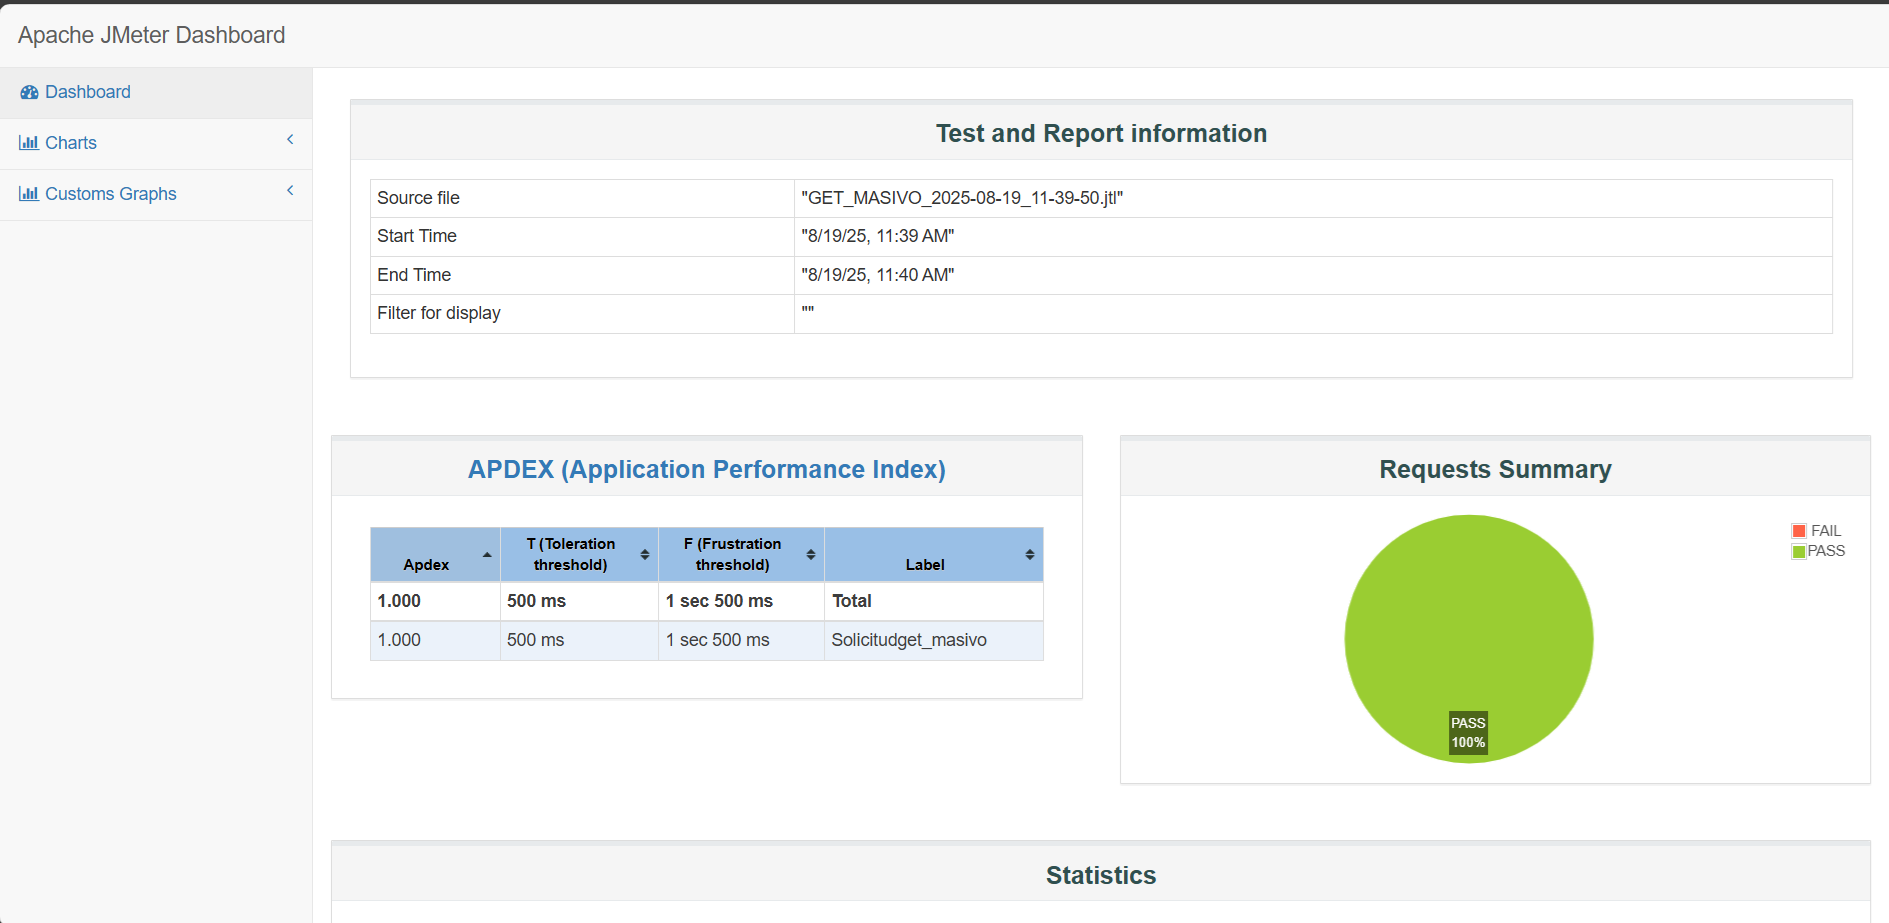 Apache JMeter Dashboard
Dashboard
Charts
Customs Graphs
Test and Report information
Source file "GET_MASIVO_2025-08-19_11-39-50.jtl"
Start Time "8/19/25, 11:39 AM"
End Time "8/19/25, 11:40 AM"
Filter for display ""
APDEX (Application Performance Index)
Apdex T (Toleration threshold) F (Frustration threshold) Label
1.000 500 ms 1 sec 500 ms Total
1.000 500 ms 1 sec 500 ms Solicitudget_masivo
Requests Summary
FAIL
PASS
PASS
100%
Statistics